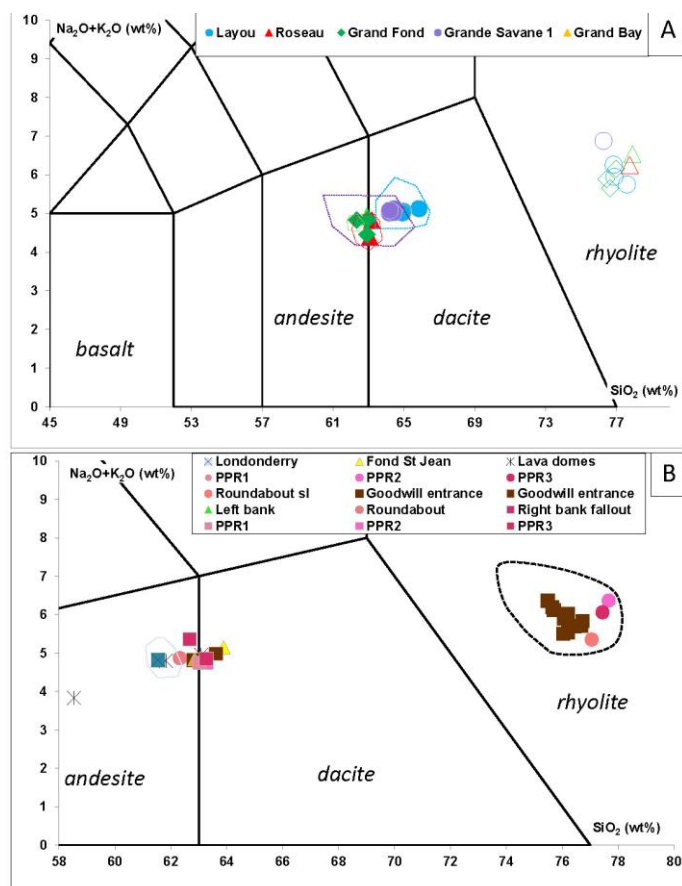 Na₂O+K₂O (wt%)
Layou Roseau Grand Fond Grande Savane 1 Grand Bay
A
10
9
8
7
6
5
4
3
2
1
0
basalt
andesite
dacite
rhyolite
SiO₂ (wt%)
45 49 53 57 61 65 69 73 77
Na₂O+K₂O (wt%)
Londonderry Fond St Jean Lava domes
PPR1 PPR2 PPR3
Roundabout sl Goodwill entrance Goodwill entrance
Left bank Roundabout Right bank fallout
PPR1 PPR2 PPR3
B
10
9
8
7
6
5
4
3
2
1
0
andesite
dacite
rhyolite
SiO₂ (wt%)
58 60 62 64 66 68 70 72 74 76 78 80